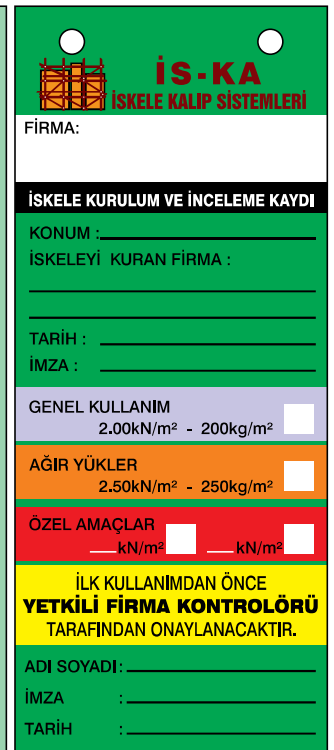 İS-KA
İSKELE KALIP SİSTEMLERİ
FİRMA:
İSKELE KURULUM VE İNCELEME KAYDI
KONUM :
İSKELEYİ KURAN FİRMA :
TARİH :
İMZA :
GENEL KULLANIM
2.00kN/m² - 200kg/m²
AĞIR YÜKLER
2.50kN/m² - 250kg/m²
ÖZEL AMAÇLAR
kN/m² kN/m²
İLK KULLANIMDAN ÖNCE
YETKİLİ FİRMA KONTROLÖRÜ
TARAFINDAN ONAYLANACAKTIR.
ADI SOYADI:
İMZA :
TARİH :